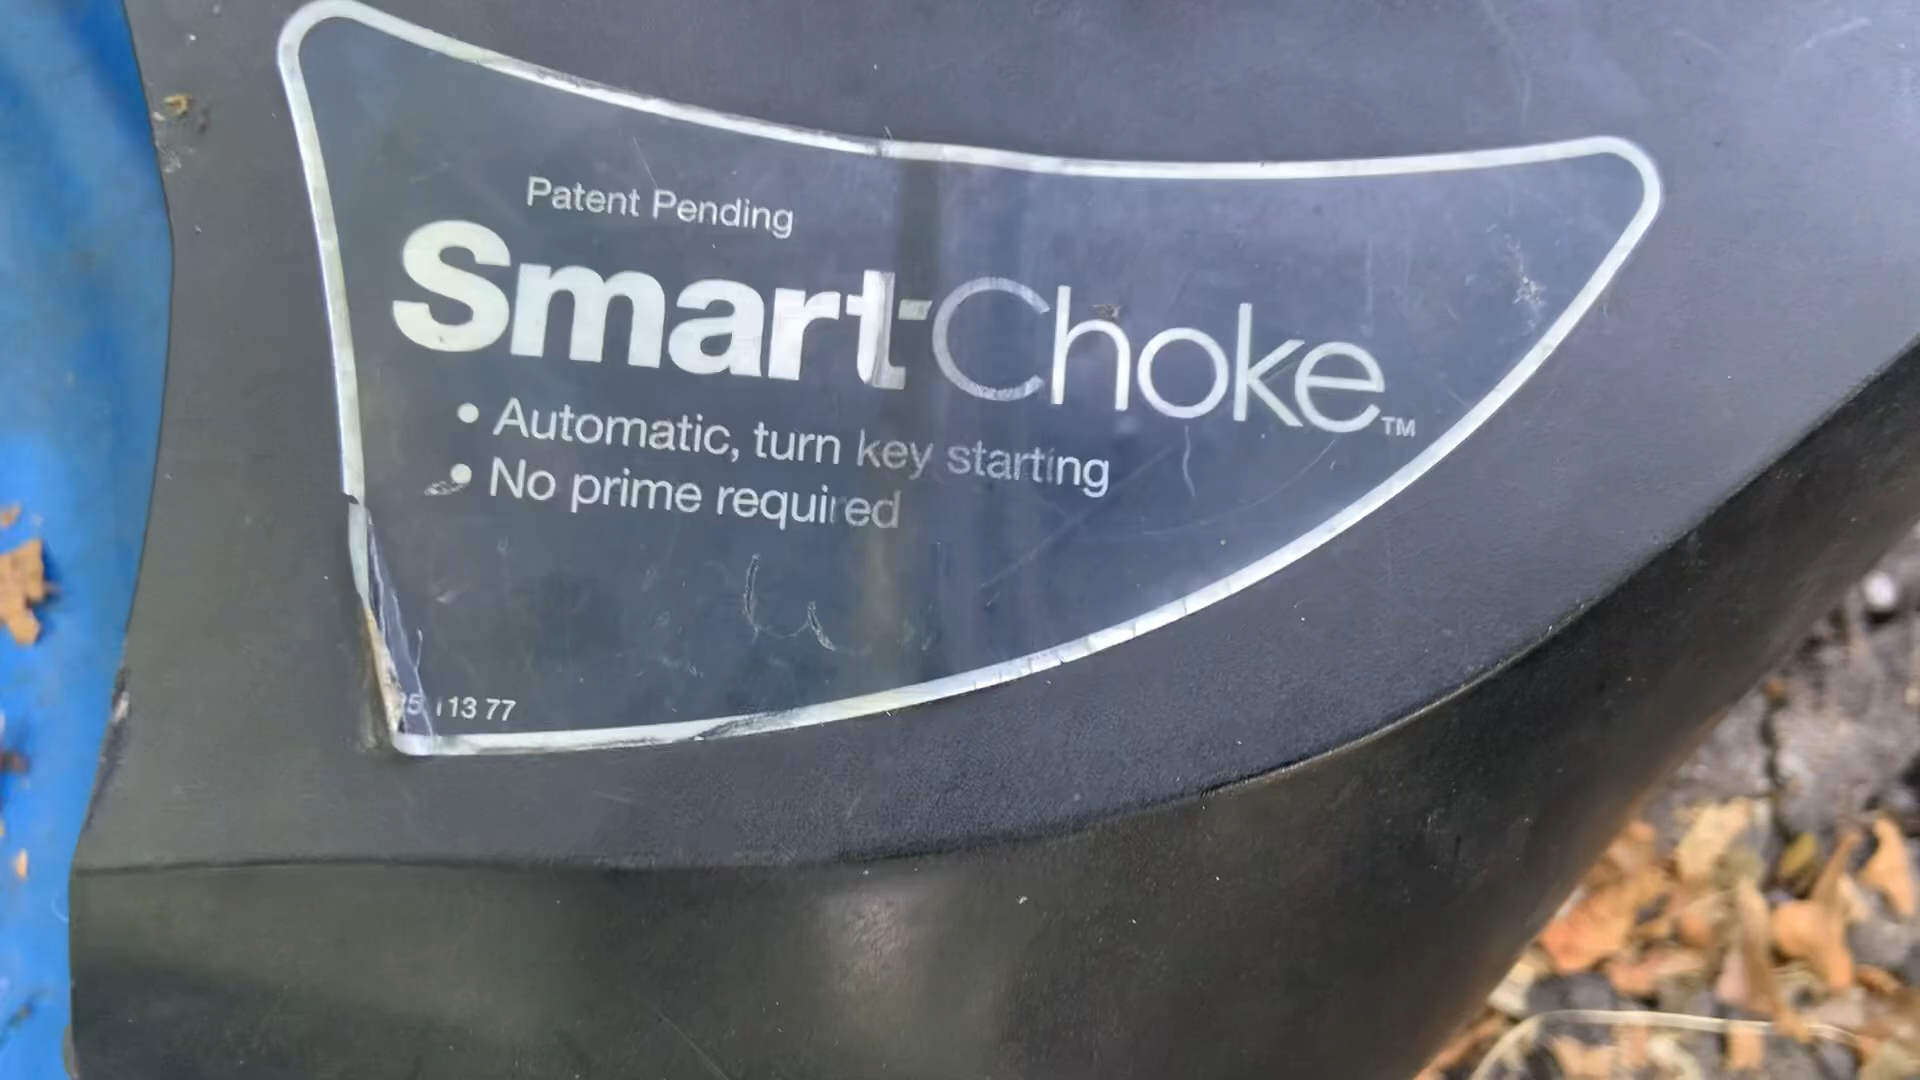 Patent Pending
Smart-Choke™
• Automatic, turn key starting
• No prime required
13 77